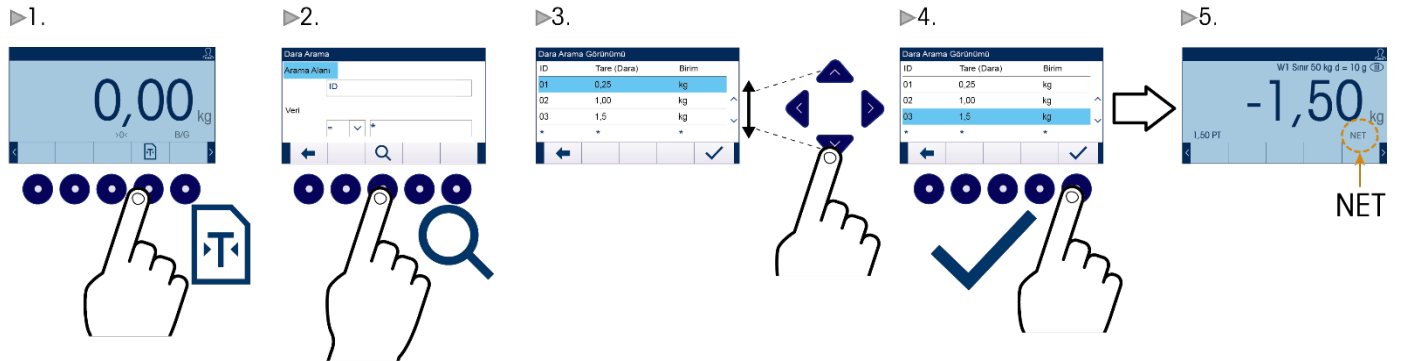 1.
0,00 kg
>0<
B/G
T
2.
Dara Arama
Arama Alanı
ID
Veri
= *
3.
Dara Arama Görünümü
ID Tare (Dara) Birim
01 0,25 kg
02 1,00 kg
03 1,5 kg
* * *
4.
Dara Arama Görünümü
ID Tare (Dara) Birim
01 0,25 kg
02 1,00 kg
03 1,5 kg
* * *
5.
W1 Sınır 50 kg d = 10 g
-1,50 kg
1,50 PT
NET
NET